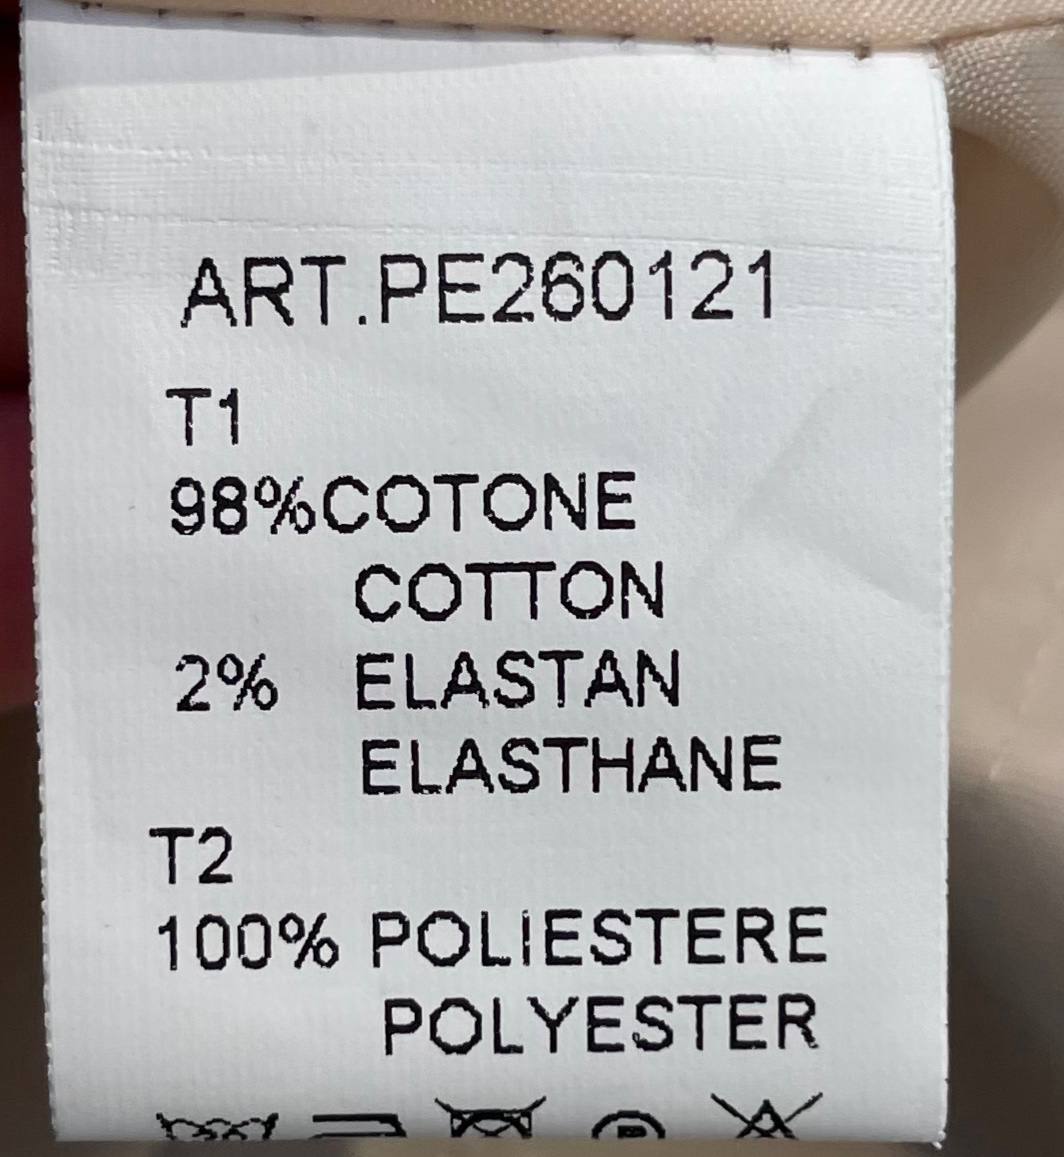 ART.PE260121
T1
98%COTONE
COTTON
2% ELASTAN
ELASTHANE
T2
100% POLIESTERE
POLYESTER